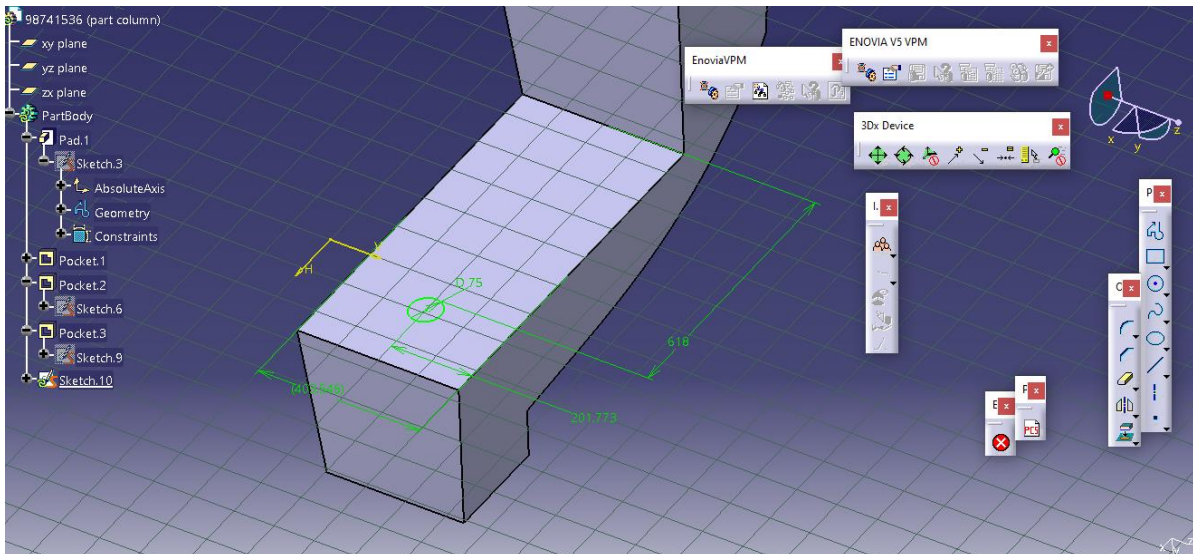 98741536 (part column)
xy plane
yz plane
zx plane
PartBody
Pad.1
Sketch.3
AbsoluteAxis
Geometry
Constraints
Pocket.1
Pocket.2
Sketch.6
Pocket.3
Sketch.9
Sketch.10
EnoviaVPM
x
ENOVIA V5 VPM
x
3Dx Device
x
x
y
z
I.
x
P
x
C
x
E
x
P
x
PCS
V
H
D 75
618
201.773